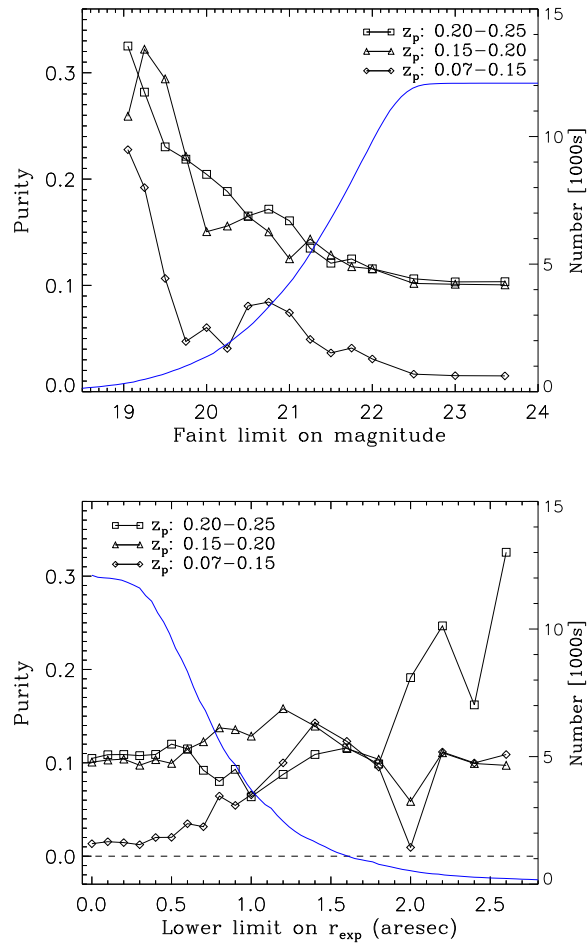 z_p: 0.20−0.25
z_p: 0.15−0.20
z_p: 0.07−0.15
0.3
0.2
0.1
0.0
Purity
15
10
5
0
Number [1000s]
19 20 21 22 23 24
Faint limit on magnitude
z_p: 0.20−0.25
z_p: 0.15−0.20
z_p: 0.07−0.15
0.3
0.2
0.1
0.0
Purity
15
10
5
0
Number [1000s]
0.0 0.5 1.0 1.5 2.0 2.5
Lower limit on r_exp (arcsec)